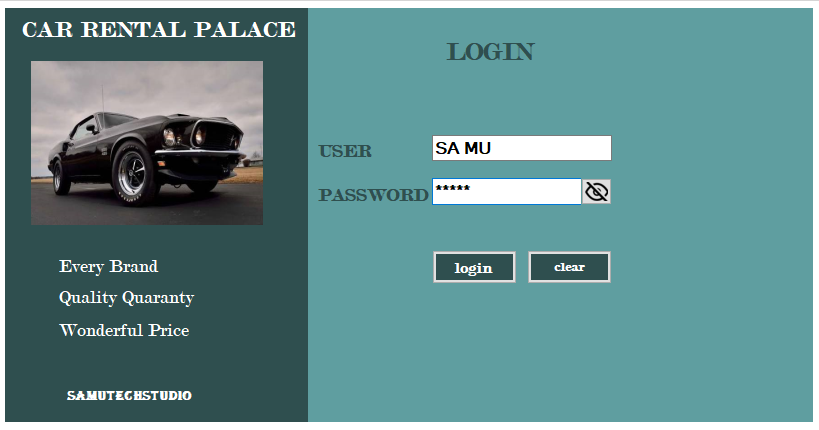 CAR RENTAL PALACE
LOGIN
USER
SA MU
PASSWORD
*****
Every Brand
login
clear
Quality Quaranty
Wonderful Price
SAMUTECHSTUDIO